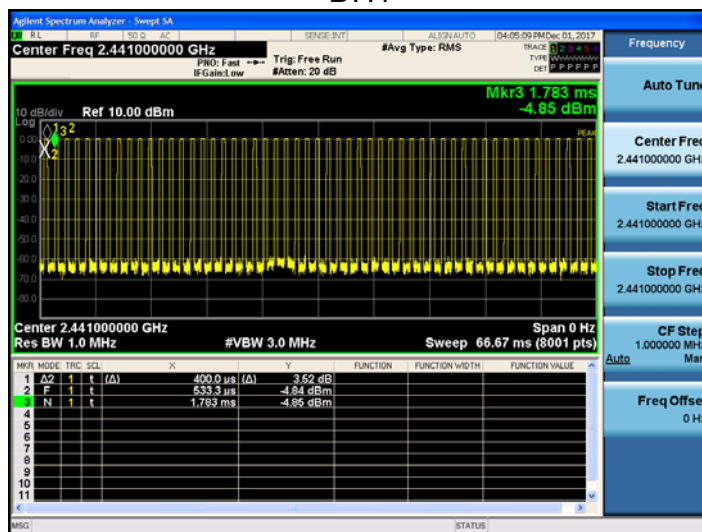 DH1
Agilent Spectrum Analyzer - Swept SA
RL RF 50 Ω AC SENSE:INT ALIGN AUTO 04:05:09 PM Dec 01, 2017
Center Freq 2.441000000 GHz #Avg Type: RMS TRACE 1 2 3 4 5 6
PNO: Fast Trig: Free Run TYPE WWWWWW
IFGain:Low #Atten: 20 dB DET P P P P P P
Mkr3 1.783 ms
10 dB/div Ref 10.00 dBm -4.85 dBm
Log
1 3 2 PEAK
0.00
2
-10.0
-20.0
-30.0
-40.0
-50.0
-60.0
-70.0
-80.0
Center 2.441000000 GHz Span 0 Hz
Res BW 1.0 MHz #VBW 3.0 MHz Sweep 66.67 ms (8001 pts)
MKR MODE TRC SCL X Y FUNCTION FUNCTION WIDTH FUNCTION VALUE
1 Δ2 1 t (Δ) 400.0 µs (Δ) 3.52 dB
2 F 1 t 533.3 µs -4.84 dBm
3 N 1 t 1.783 ms -4.85 dBm
4
5
6
7
8
9
10
11
MSG STATUS
Frequency
Auto Tune
Center Freq
2.441000000 GHz
Start Freq
2.441000000 GHz
Stop Freq
2.441000000 GHz
CF Step
1.000000 MHz
Auto Man
Freq Offset
0 Hz